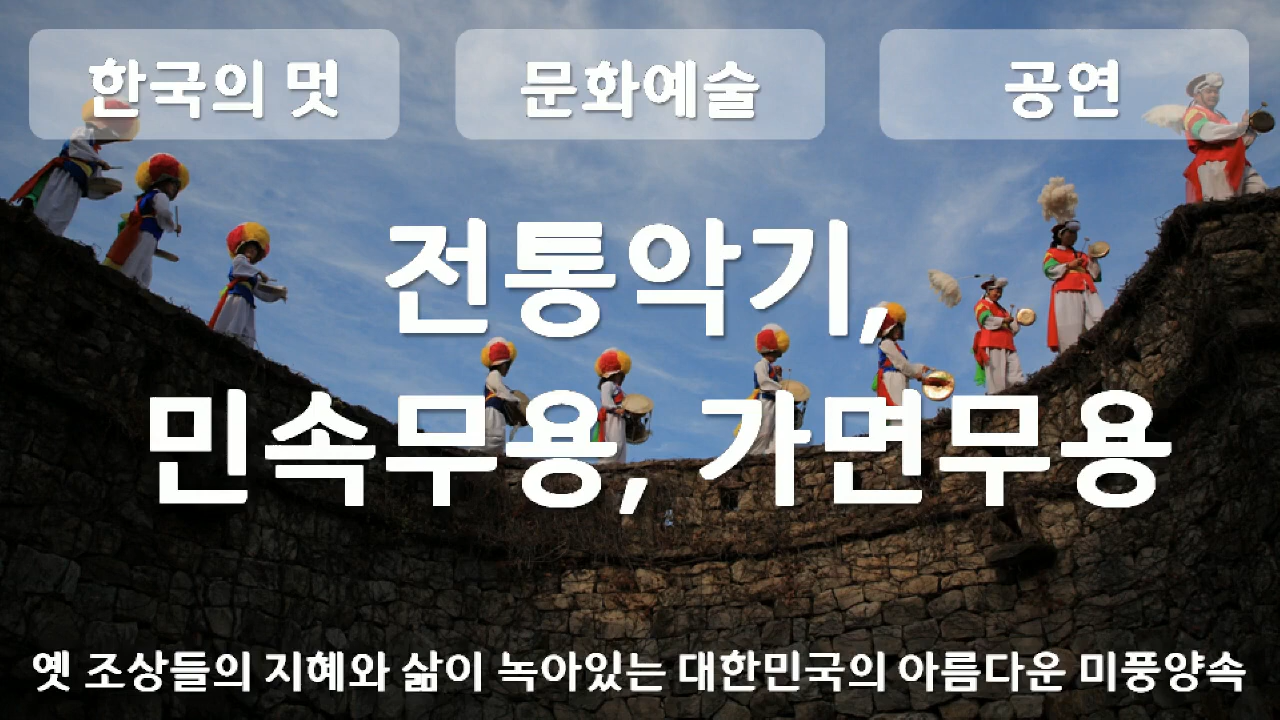 한국의 멋
문화예술
공연
전통악기,
민속무용, 가면무용
옛 조상들의 지혜와 삶이 녹아있는 대한민국의 아름다운 미풍양속